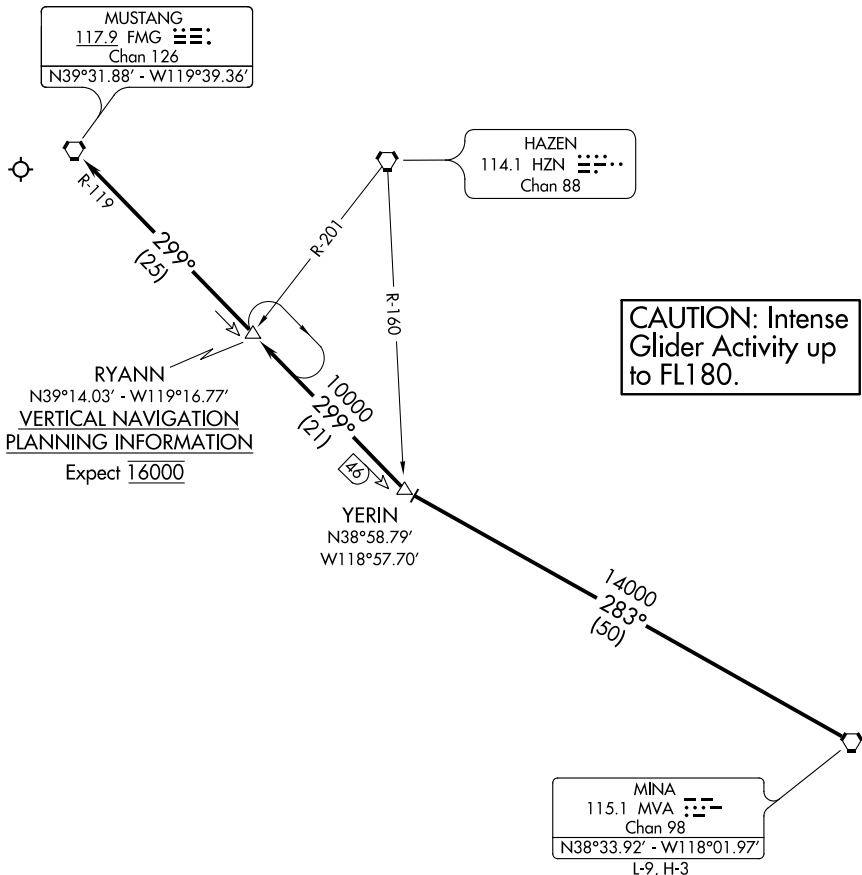 MUSTANG
117.9 FMG
Chan 126
N39°31.88' - W119°39.36'
HAZEN
114.1 HZN
Chan 88
R-119
299°
(25)
R-201
R-160
CAUTION: Intense
Glider Activity up
to FL180.
RYANN
N39°14.03' - W119°16.77'
VERTICAL NAVIGATION
PLANNING INFORMATION
Expect 16000
10000
299°
(21)
46
YERIN
N38°58.79'
W118°57.70'
14000
283°
(50)
MINA
115.1 MVA
Chan 98
N38°33.92' - W118°01.97'
L-9, H-3